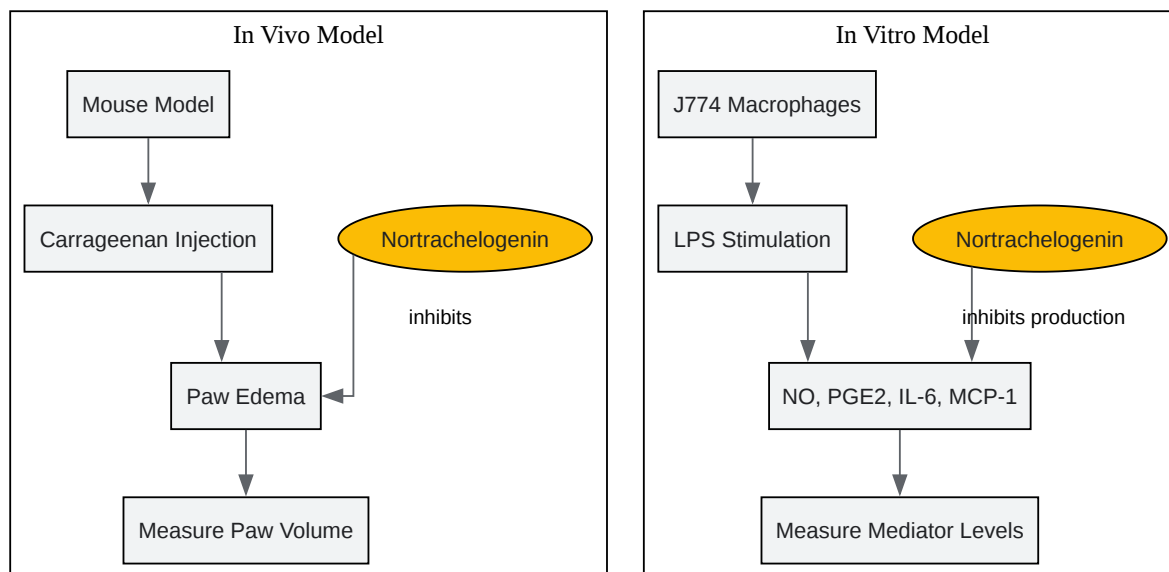 In Vivo Model
Mouse Model
Carrageenan Injection
Nortrachelogenin
inhibits
Paw Edema
Measure Paw Volume
In Vitro Model
J774 Macrophages
LPS Stimulation
Nortrachelogenin
inhibits production
NO, PGE2, IL-6, MCP-1
Measure Mediator Levels